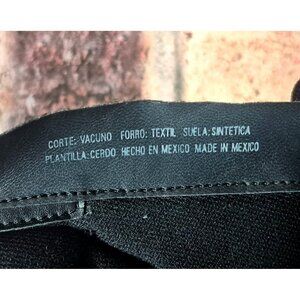 CORTE: VACUNO FORRO: TEXTIL SUELA: SINTETICA
PLANTILLA: CERDO HECHO EN MEXICO MADE IN MEXICO